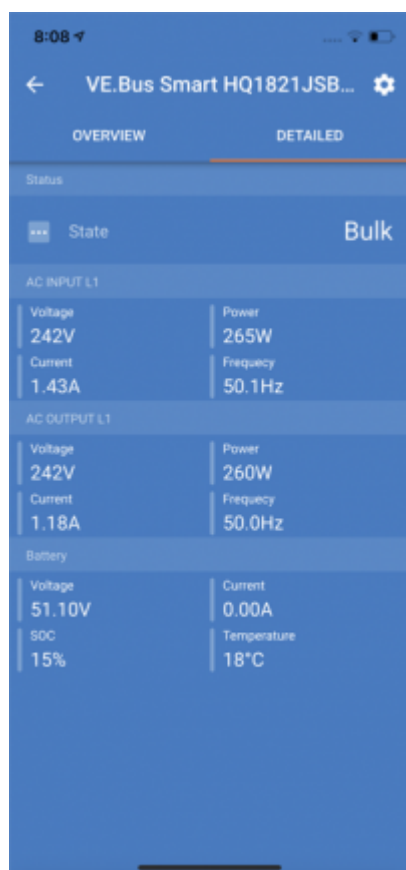 8:08
VE.Bus Smart HQ1821JSB...
OVERVIEW DETAILED
Status
State Bulk
AC INPUT L1
Voltage Power
242V 265W
Current Frequecy
1.43A 50.1Hz
AC OUTPUT L1
Voltage Power
242V 260W
Current Frequecy
1.18A 50.0Hz
Battery
Voltage Current
51.10V 0.00A
SOC Temperature
15% 18°C